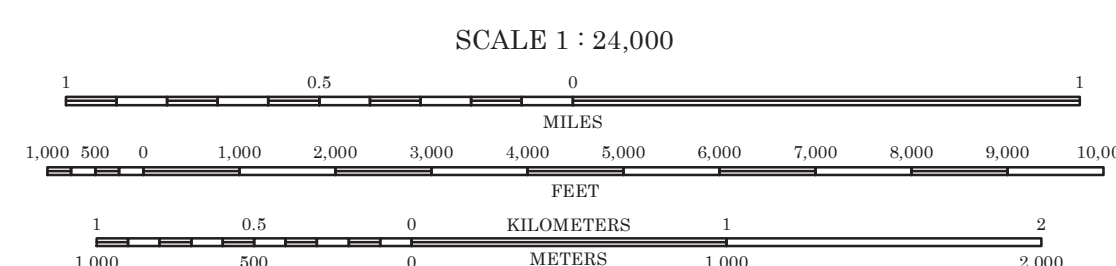 SCALE 1 : 24,000
1 0.5 0 1
MILES
1,000 500 0 1,000 2,000 3,000 4,000 5,000 6,000 7,000 8,000 9,000 10,00
FEET
1 0.5 0 KILOMETERS 1 2
1,000 500 0 METERS 1,000 2,000